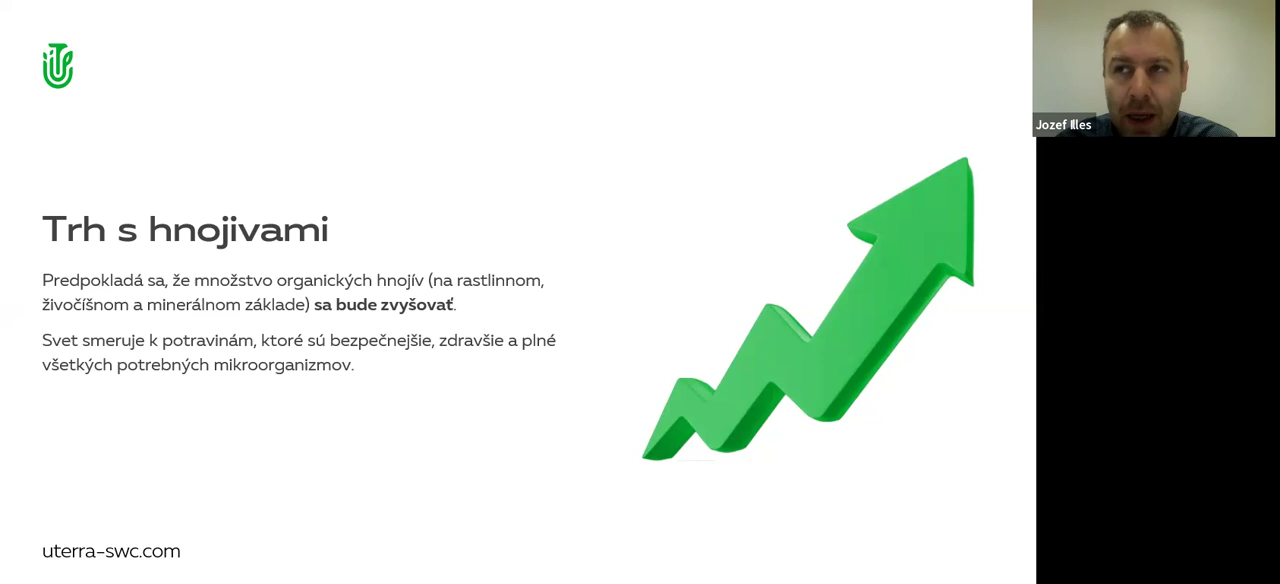 Trh s hnojivami
Predpokladá sa, že množstvo organických hnojív (na rastlinnom,
živočíšnom a minerálnom základe) sa bude zvyšovať.
Svet smeruje k potravinám, ktoré sú bezpečnejšie, zdravšie a plné
všetkých potrebných mikroorganizmov.
uterra-swc.com
Jozef Illes